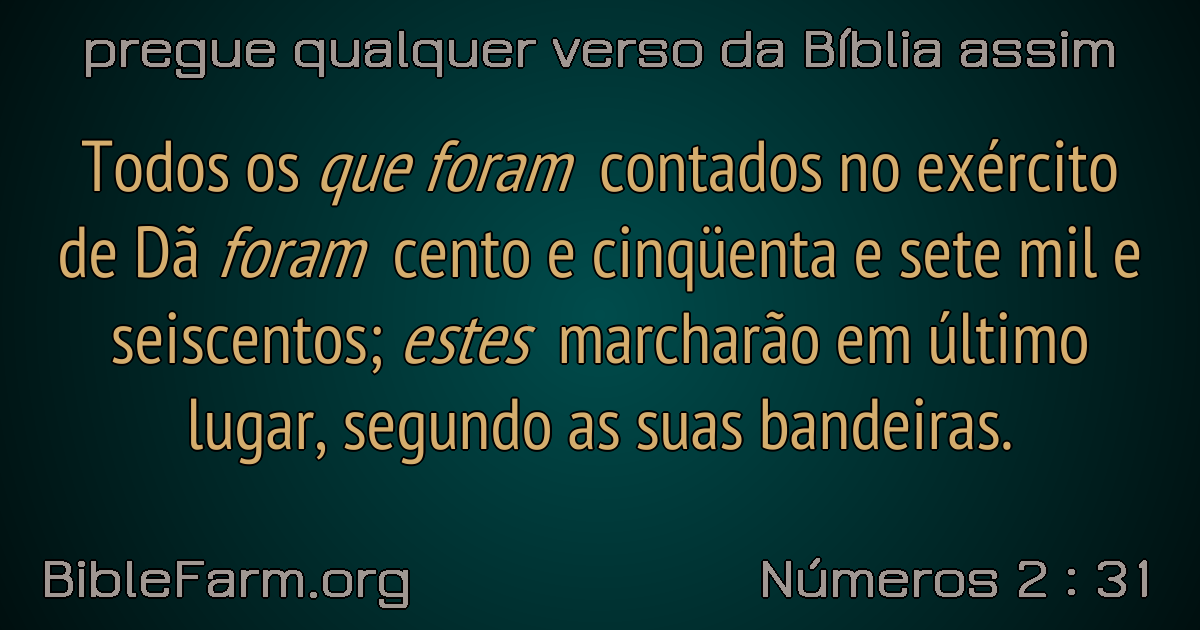 pregue qualquer verso da Bíblia assim
Todos os que foram contados no exército
de Dã foram cento e cinqüenta e sete mil e
seiscentos; estes marcharão em último
lugar, segundo as suas bandeiras.
BibleFarm.org
Números 2 : 31